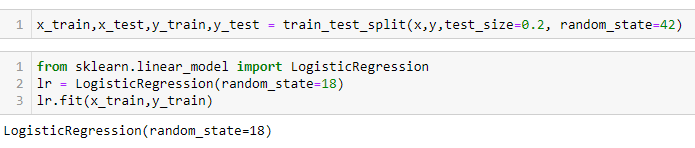 1 x_train,x_test,y_train,y_test = train_test_split(x,y,test_size=0.2, random_state=42)
1 from sklearn.linear_model import LogisticRegression
2 lr = LogisticRegression(random_state=18)
3 lr.fit(x_train,y_train)
LogisticRegression(random_state=18)